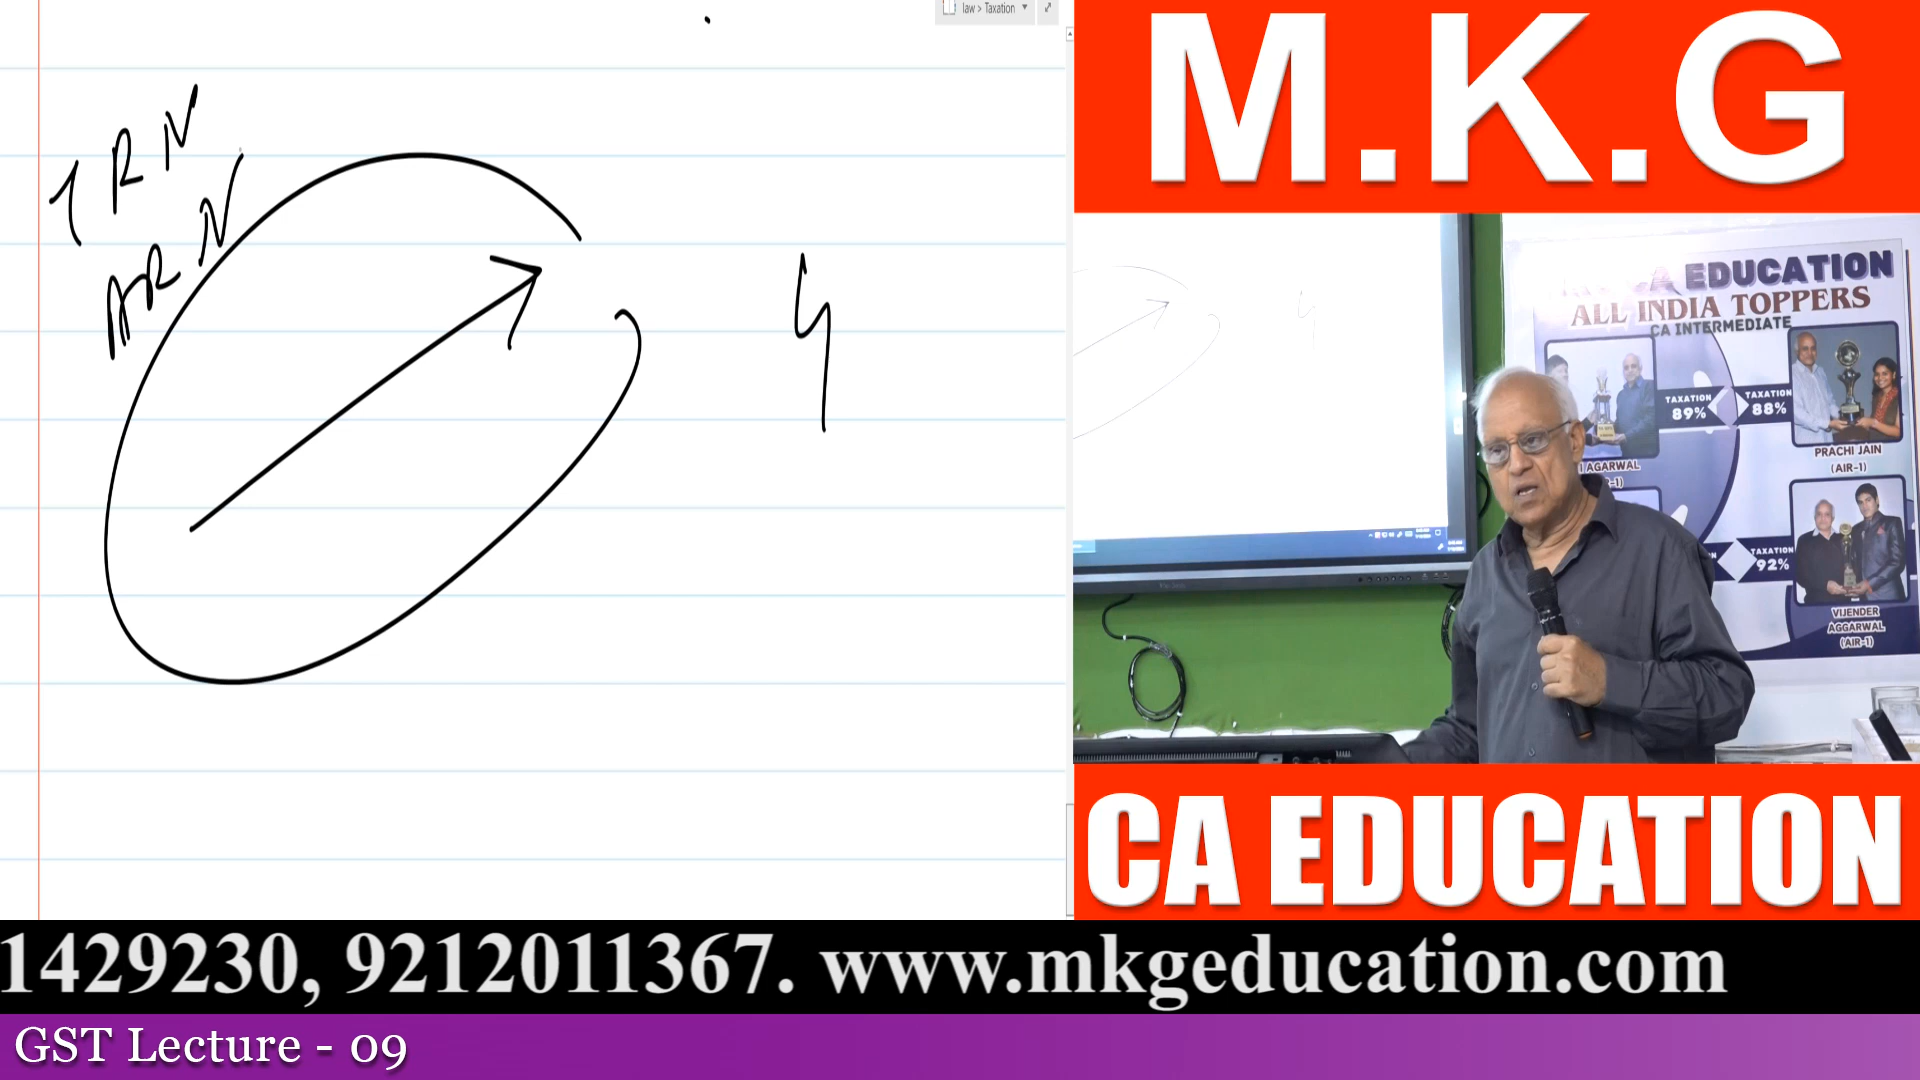 law > Taxation
TRN
ARN
4
M.K.G
EDUCATION
ALL INDIA TOPPERS
CA INTERMEDIATE
TAXATION
89%
TAXATION
88%
PRACHI JAIN
(AIR-1)
AGARWAL
TAXATION
92%
VIJENDER
AGGARWAL
(AIR-1)
CA EDUCATION
1429230, 9212011367. www.mkgeducation.com
GST Lecture - 09